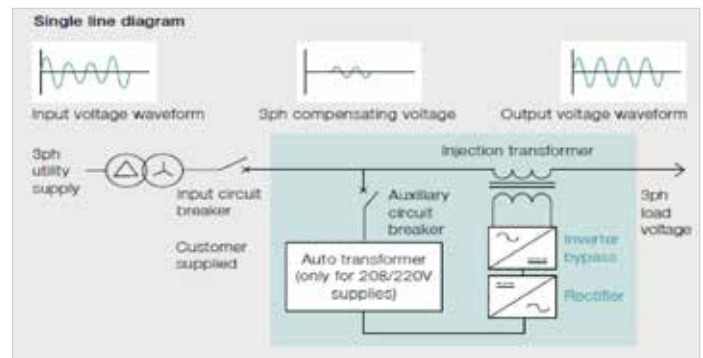 Single line diagram
Input voltage waveform
3ph compensating voltage
Output voltage waveform
3ph
utility
supply
Input circuit
breaker
Customer
supplied
Auxiliary
circuit
breaker
Auto transformer
(only for 208/220V
supplies)
Injection transformer
Inverter
bypass
Rectifier
3ph
load
voltage